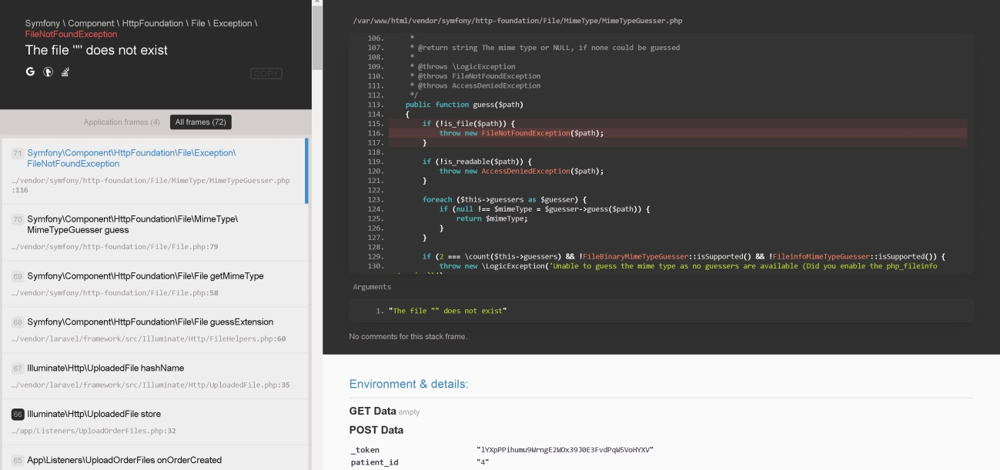 Symfony \ Component \ HttpFoundation \ File \ Exception \
FileNotFoundException
The file "" does not exist
COPY
Application frames (4) All frames (72)
71 Symfony\Component\HttpFoundation\File\Exception\
FileNotFoundException
…/vendor/symfony/http-foundation/File/MimeType/MimeTypeGuesser.php
:116
70 Symfony\Component\HttpFoundation\File\MimeType\
MimeTypeGuesser guess
…/vendor/symfony/http-foundation/File/File.php:79
69 Symfony\Component\HttpFoundation\File\File getMimeType
…/vendor/symfony/http-foundation/File/File.php:58
68 Symfony\Component\HttpFoundation\File\File guessExtension
…/vendor/laravel/framework/src/Illuminate/Http/FileHelpers.php:60
67 Illuminate\Http\UploadedFile hashName
…/vendor/laravel/framework/src/Illuminate/Http/UploadedFile.php:35
66 Illuminate\Http\UploadedFile store
…/app/Listeners/UploadOrderFiles.php:32
65 App\Listeners\UploadOrderFiles onOrderCreated
/var/www/html/vendor/symfony/http-foundation/File/MimeType/MimeTypeGuesser.php
106. *
107. * @return string The mime type or NULL, if none could be guessed
108. *
109. * @throws \LogicException
110. * @throws FileNotFoundException
111. * @throws AccessDeniedException
112. */
113. public function guess($path)
114. {
115. if (!is_file($path)) {
116. throw new FileNotFoundException($path);
117. }
118.
119. if (!is_readable($path)) {
120. throw new AccessDeniedException($path);
121. }
122.
123. foreach ($this->guessers as $guesser) {
124. if (null !== $mimeType = $guesser->guess($path)) {
125. return $mimeType;
126. }
127. }
128.
129. if (2 === \count($this->guessers) && !FileBinaryMimeTypeGuesser::isSupported() && !FileinfoMimeTypeGuesser::isSupported()) {
130. throw new \LogicException('Unable to guess the mime type as no guessers are available (Did you enable the php_fileinfo
Arguments
1. "The file "" does not exist"
No comments for this stack frame.
Environment & details:
GET Data empty
POST Data
_token "lYXpPPihumu9WrngE2WOx39J0E3FvdPqW5VoHYXV"
patient_id "4"